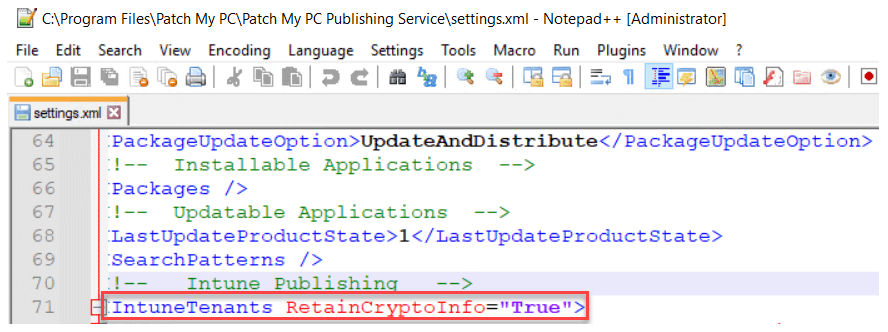 C:\Program Files\Patch My PC\Patch My PC Publishing Service\settings.xml - Notepad++ [Administrator]
File Edit Search View Encoding Language Settings Tools Macro Run Plugins Window ?
settings.xml
64 PackageUpdateOption>UpdateAndDistribute</PackageUpdateOption>
65 !-- Installable Applications -->
66 Packages />
67 !-- Updatable Applications -->
68 LastUpdateProductState>1</LastUpdateProductState>
69 SearchPatterns />
70 !-- Intune Publishing -->
71 IntuneTenants RetainCryptoInfo="True">